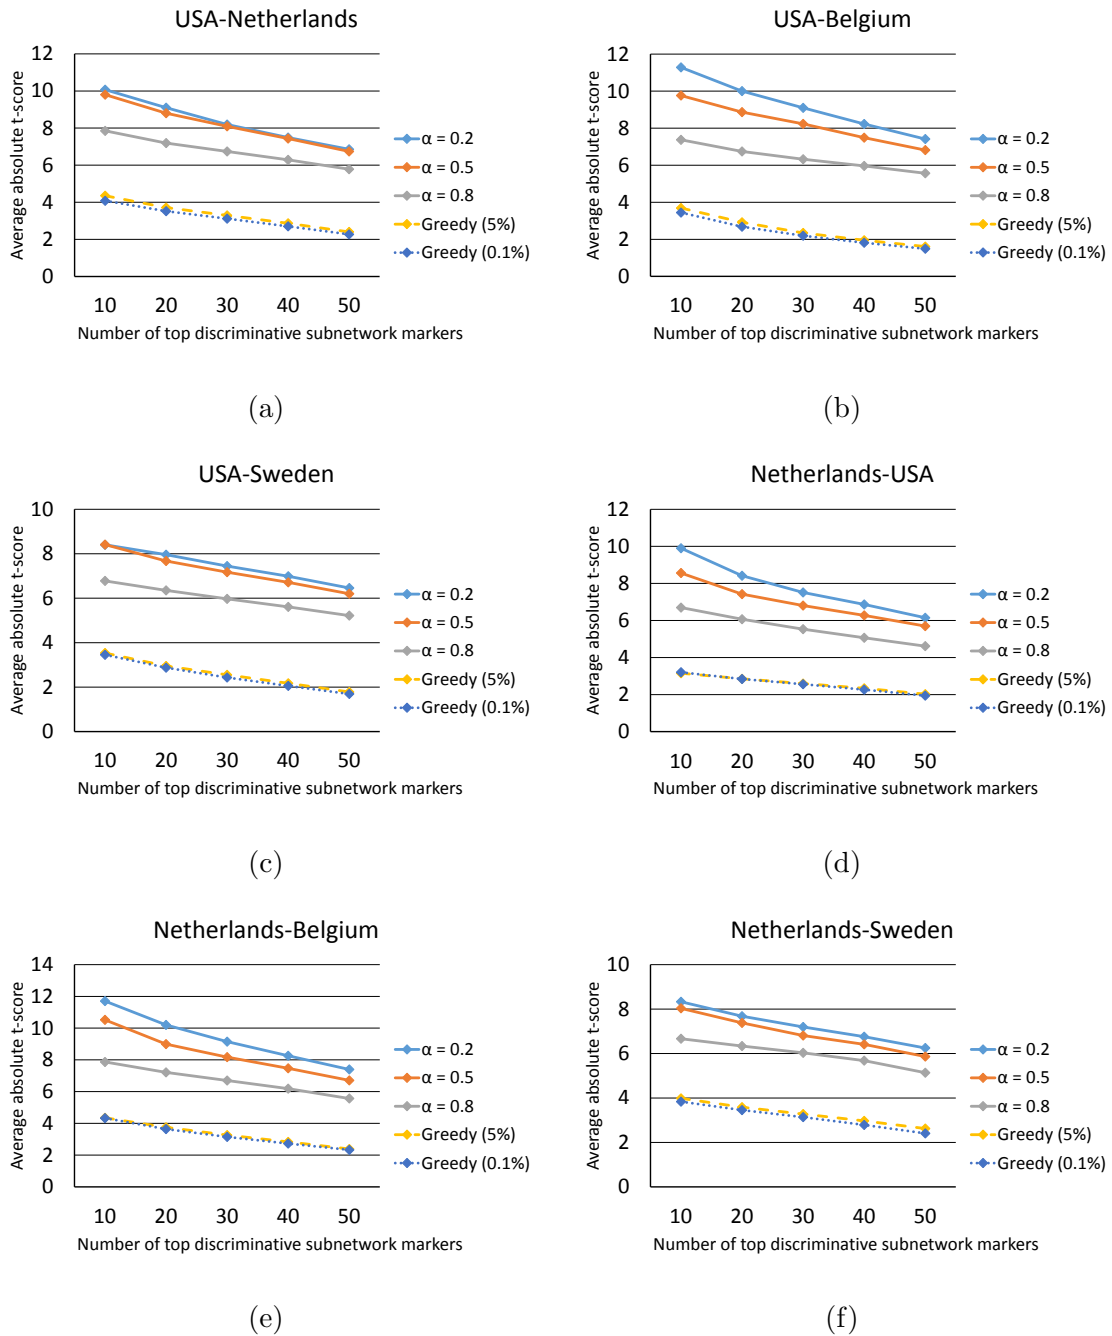 USA-Netherlands
Average absolute t-score
12
10
8
6
4
2
0
10 20 30 40 50
Number of top discriminative subnetwork markers
α = 0.2
α = 0.5
α = 0.8
Greedy (5%)
Greedy (0.1%)
(a)
USA-Belgium
Average absolute t-score
12
10
8
6
4
2
0
10 20 30 40 50
Number of top discriminative subnetwork markers
α = 0.2
α = 0.5
α = 0.8
Greedy (5%)
Greedy (0.1%)
(b)
USA-Sweden
Average absolute t-score
10
8
6
4
2
0
10 20 30 40 50
Number of top discriminative subnetwork markers
α = 0.2
α = 0.5
α = 0.8
Greedy (5%)
Greedy (0.1%)
(c)
Netherlands-USA
Average absolute t-score
12
10
8
6
4
2
0
10 20 30 40 50
Number of top discriminative subnetwork markers
α = 0.2
α = 0.5
α = 0.8
Greedy (5%)
Greedy (0.1%)
(d)
Netherlands-Belgium
Average absolute t-score
14
12
10
8
6
4
2
0
10 20 30 40 50
Number of top discriminative subnetwork markers
α = 0.2
α = 0.5
α = 0.8
Greedy (5%)
Greedy (0.1%)
(e)
Netherlands-Sweden
Average absolute t-score
10
8
6
4
2
0
10 20 30 40 50
Number of top discriminative subnetwork markers
α = 0.2
α = 0.5
α = 0.8
Greedy (5%)
Greedy (0.1%)
(f)